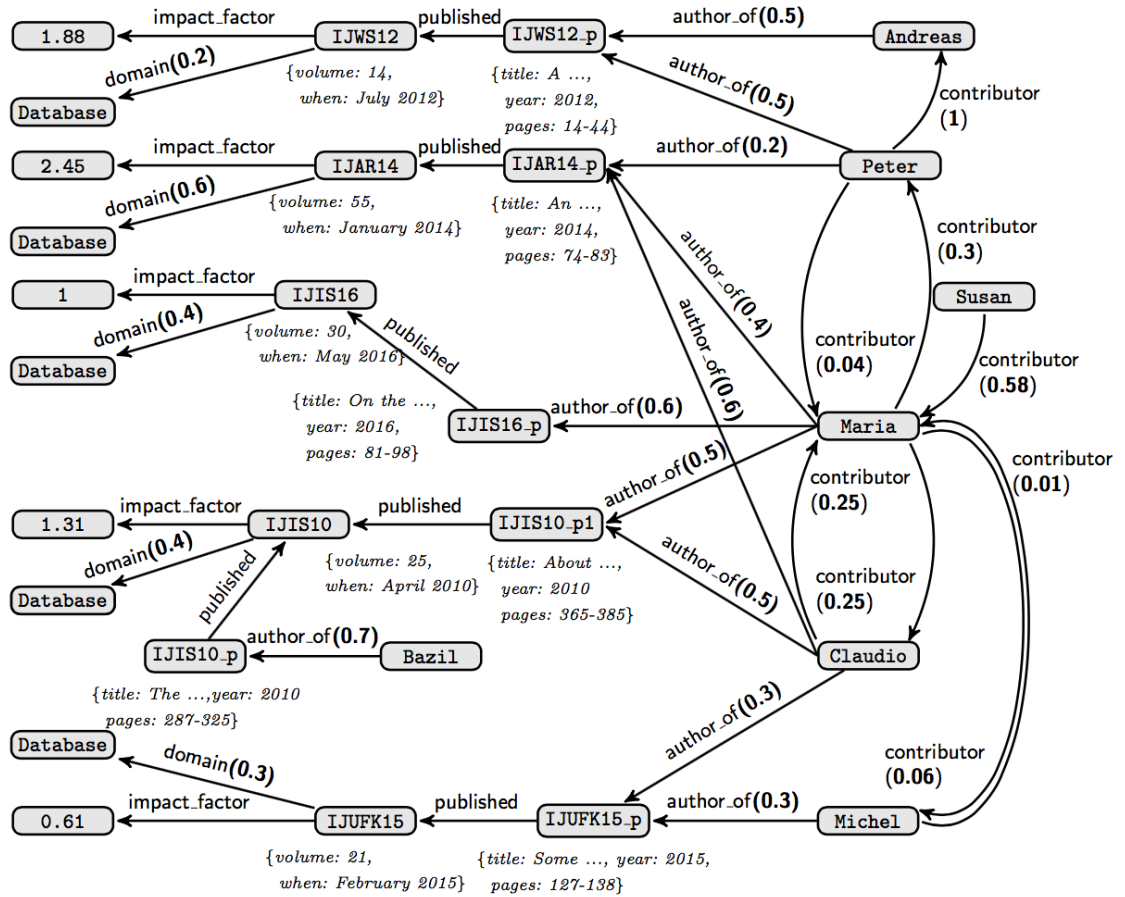 1.88
impact_factor
IJWS12
published
IJWS12_p
author_of(0.5)
Andreas
domain(0.2)
Database
{volume: 14,
when: July 2012}
{title: A ...,
year: 2012,
pages: 14-44}
author_of(0.5)
contributor
(1)
2.45
impact_factor
IJAR14
published
IJAR14_p
author_of(0.2)
Peter
domain(0.6)
Database
{volume: 55,
when: January 2014}
{title: An ...,
year: 2014,
pages: 74-83}
author_of(0.4)
author_of(0.6)
contributor
(0.3)
Susan
1
impact_factor
IJIS16
domain(0.4)
Database
{volume: 30,
when: May 2016}
published
contributor
(0.04)
contributor
(0.58)
{title: On the ...,
year: 2016,
pages: 81-98}
IJIS16_p
author_of(0.6)
Maria
author_of(0.5)
contributor
(0.25)
contributor
(0.01)
1.31
impact_factor
IJIS10
published
IJIS10_p1
domain(0.4)
Database
published
{volume: 25,
when: April 2010}
{title: About ...,
year: 2010
pages: 365-385}
author_of(0.5)
contributor
(0.25)
IJIS10_p
author_of(0.7)
Bazil
Claudio
{title: The ...,year: 2010
pages: 287-325}
author_of(0.3)
Database
domain(0.3)
contributor
(0.06)
0.61
impact_factor
IJUFK15
published
IJUFK15_p
author_of(0.3)
Michel
{volume: 21,
when: February 2015}
{title: Some ..., year: 2015,
pages: 127-138}